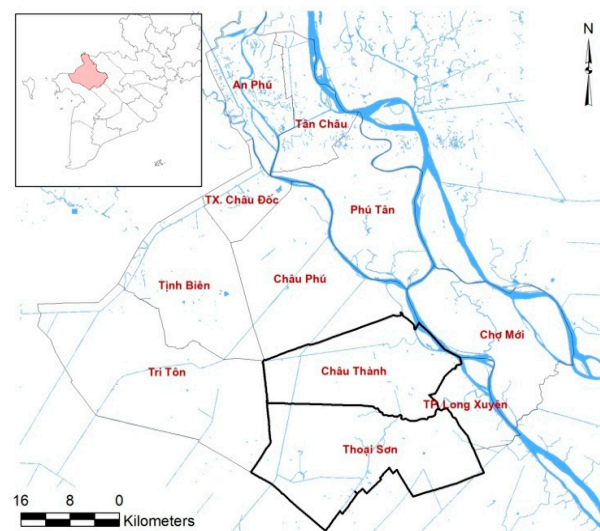 N
An Phú
Tân Châu
TX. Châu Đốc
Phú Tân
Tịnh Biên
Châu Phú
Chợ Mới
Tri Tôn
Châu Thành
TP. Long Xuyên
Thoại Sơn
16 8 0
Kilometers